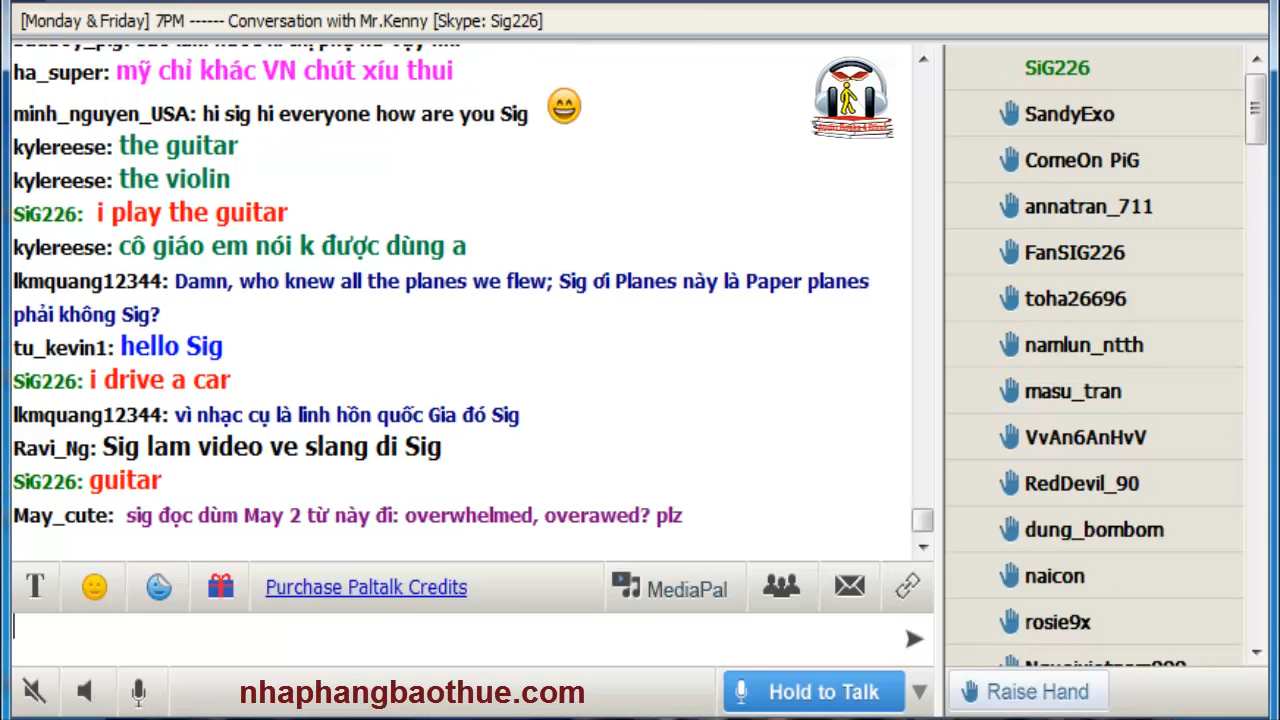 [Monday & Friday] 7PM ------ Conversation with Mr.Kenny [Skype: Sig226]
ha_super: mỹ chỉ khác VN chút xíu thui
minh_nguyen_USA: hi sig hi everyone how are you Sig
kylereese: the guitar
kylereese: the violin
SiG226: i play the guitar
kylereese: cô giáo em nói k được dùng a
lkmquang12344: Damn, who knew all the planes we flew; Sig ơi Planes này là Paper planes
phải không Sig?
tu_kevin1: hello Sig
SiG226: i drive a car
lkmquang12344: vì nhạc cụ là linh hồn quốc Gia đó Sig
Ravi_Ng: Sig lam video ve slang di Sig
SiG226: guitar
May_cute: sig đọc dùm May 2 từ này đi: overwhelmed, overawed? plz
T
Purchase Paltalk Credits
MediaPal
nhaphangbaothue.com
Hold to Talk
SiG226
SandyExo
ComeOn PiG
annatran_711
FanSIG226
toha26696
namlun_ntth
masu_tran
VvAn6AnHvV
RedDevil_90
dung_bombom
naicon
rosie9x
Raise Hand